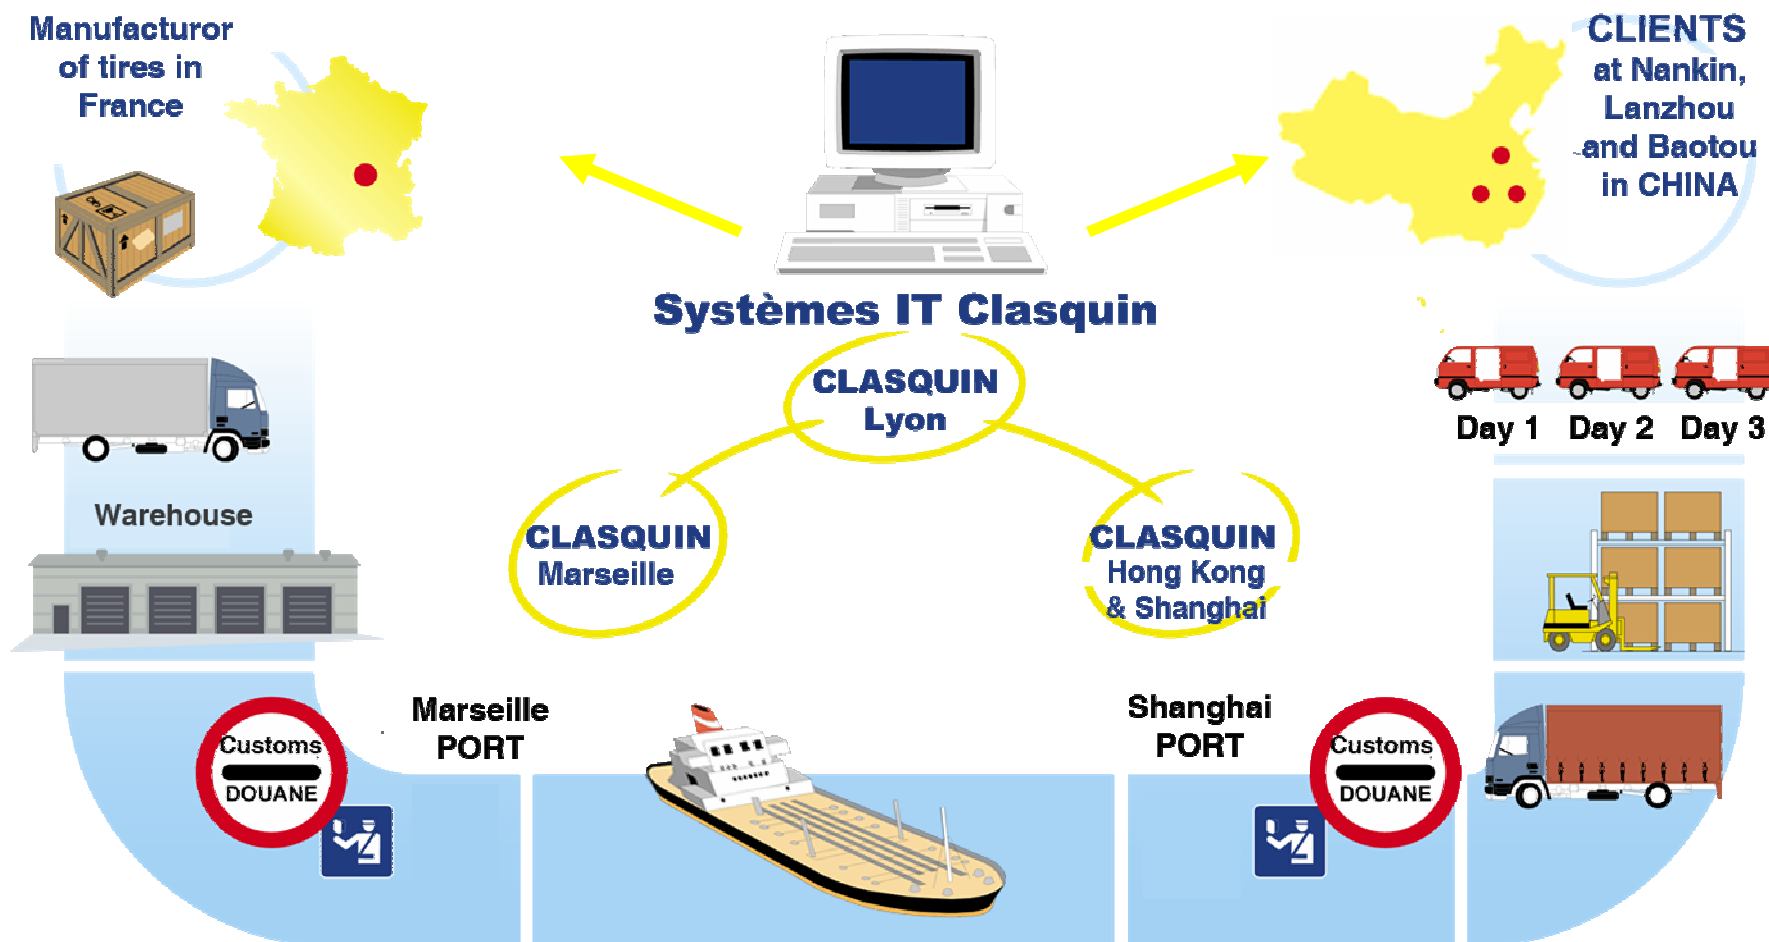 Manufacturor
of tires in
France
CLIENTS
at Nankin,
Lanzhou
and Baotou
in CHINA
Systèmes IT Clasquin
CLASQUIN
Lyon
CLASQUIN
Marseille
CLASQUIN
Hong Kong
& Shanghai
Day 1 Day 2 Day 3
Warehouse
Marseille
PORT
Shanghai
PORT
Customs
DOUANE
Customs
DOUANE